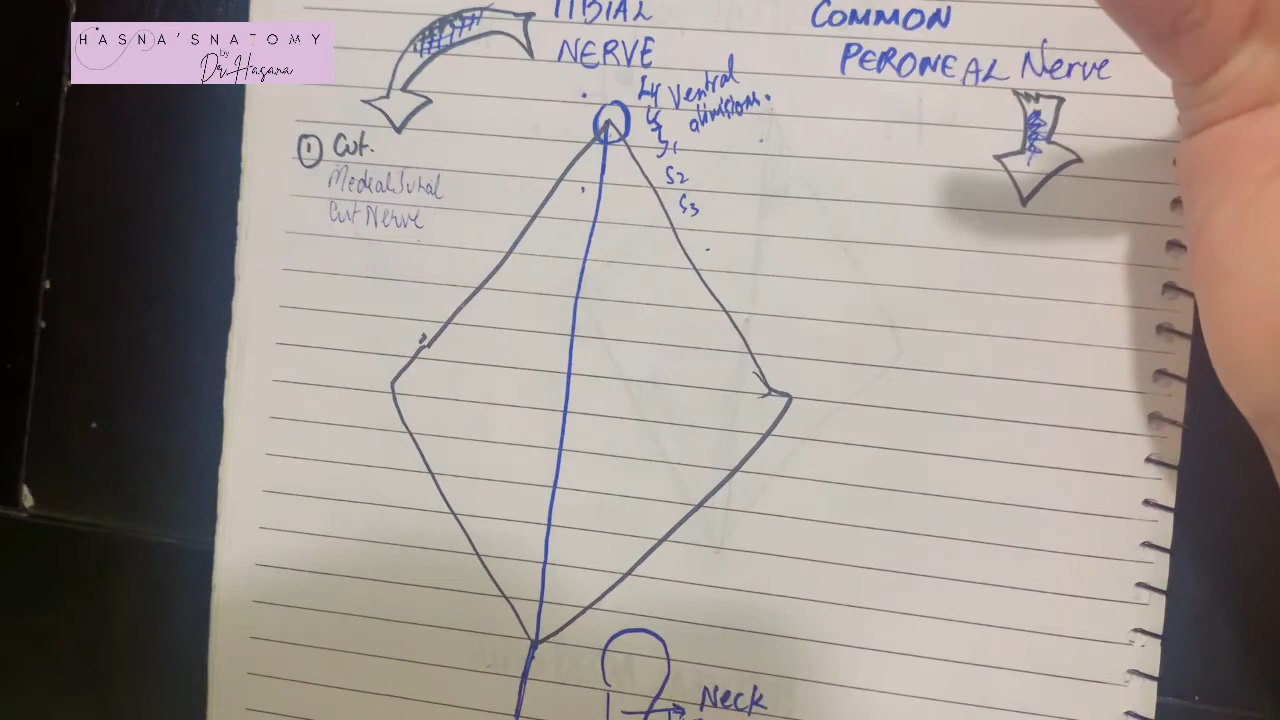 HASNA'SNATOMY
by
Dr.Hasana
TIBIAL
NERVE
COMMON
PERONEAL Nerve
L4 Ventral
L5 divisions.
S1
S2
S3
① Cut.
Medial Sural
Cut Nerve
Neck